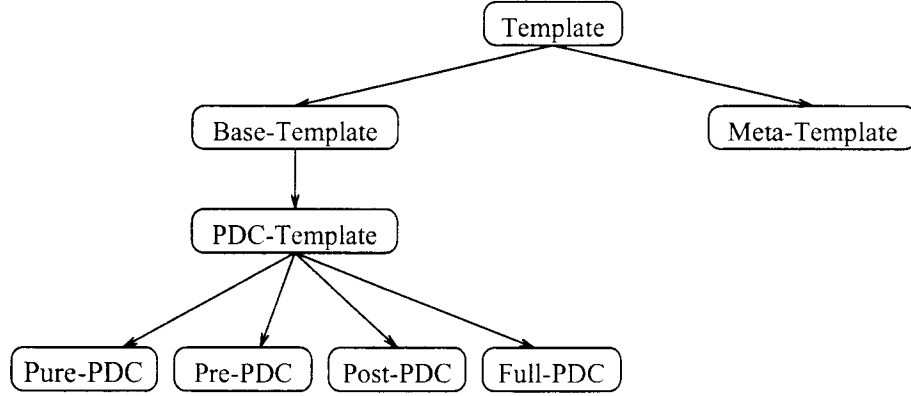 Template
Base-Template
Meta-Template
PDC-Template
Pure-PDC
Pre-PDC
Post-PDC
Full-PDC